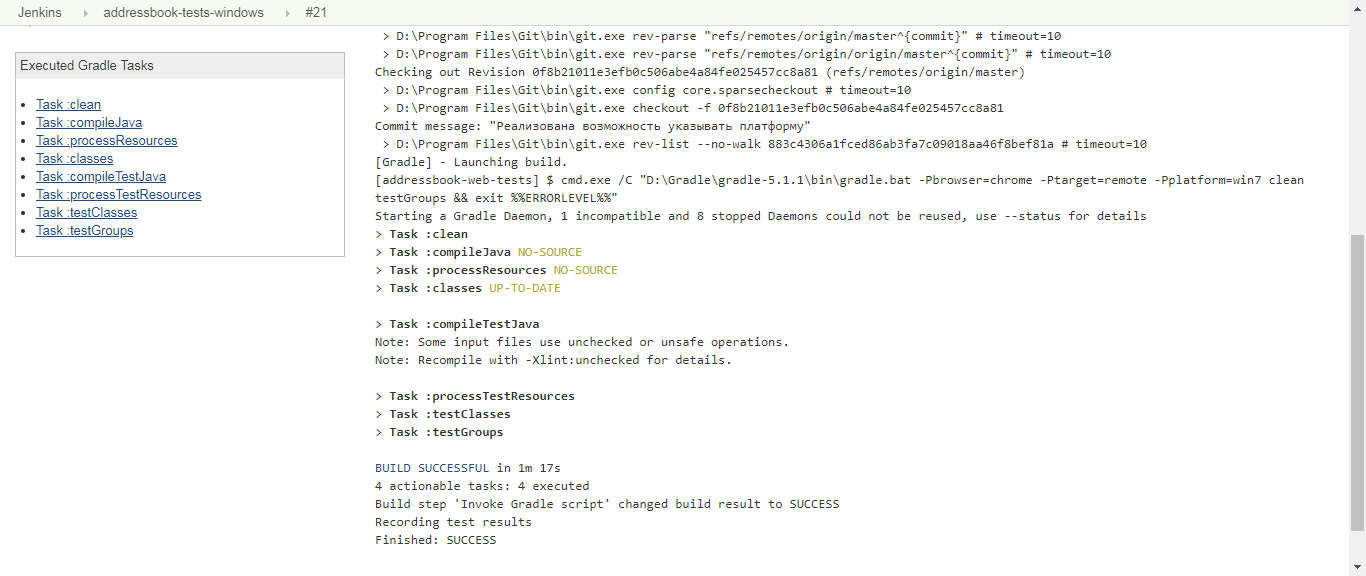 Jenkins addressbook-tests-windows #21
Executed Gradle Tasks
Task :clean
Task :compileJava
Task :processResources
Task :classes
Task :compileTestJava
Task :processTestResources
Task :testClasses
Task :testGroups
> D:\Program Files\Git\bin\git.exe rev-parse "refs/remotes/origin/master^{commit}" # timeout=10
> D:\Program Files\Git\bin\git.exe rev-parse "refs/remotes/origin/origin/master^{commit}" # timeout=10
Checking out Revision 0f8b21011e3efb0c506abe4a84fe025457cc8a81 (refs/remotes/origin/master)
> D:\Program Files\Git\bin\git.exe config core.sparsecheckout # timeout=10
> D:\Program Files\Git\bin\git.exe checkout -f 0f8b21011e3efb0c506abe4a84fe025457cc8a81
Commit message: "Реализована возможность указывать платформу"
> D:\Program Files\Git\bin\git.exe rev-list --no-walk 883c4306a1fced86ab3fa7c09018aa46f8bef81a # timeout=10
[Gradle] - Launching build.
[addressbook-web-tests] $ cmd.exe /C "D:\Gradle\gradle-5.1.1\bin\gradle.bat -Pbrowser=chrome -Ptarget=remote -Pplatform=win7 clean
testGroups && exit %%ERRORLEVEL%%"
Starting a Gradle Daemon, 1 incompatible and 8 stopped Daemons could not be reused, use --status for details
> Task :clean
> Task :compileJava NO-SOURCE
> Task :processResources NO-SOURCE
> Task :classes UP-TO-DATE
> Task :compileTestJava
Note: Some input files use unchecked or unsafe operations.
Note: Recompile with -Xlint:unchecked for details.
> Task :processTestResources
> Task :testClasses
> Task :testGroups
BUILD SUCCESSFUL in 1m 17s
4 actionable tasks: 4 executed
Build step 'Invoke Gradle script' changed build result to SUCCESS
Recording test results
Finished: SUCCESS